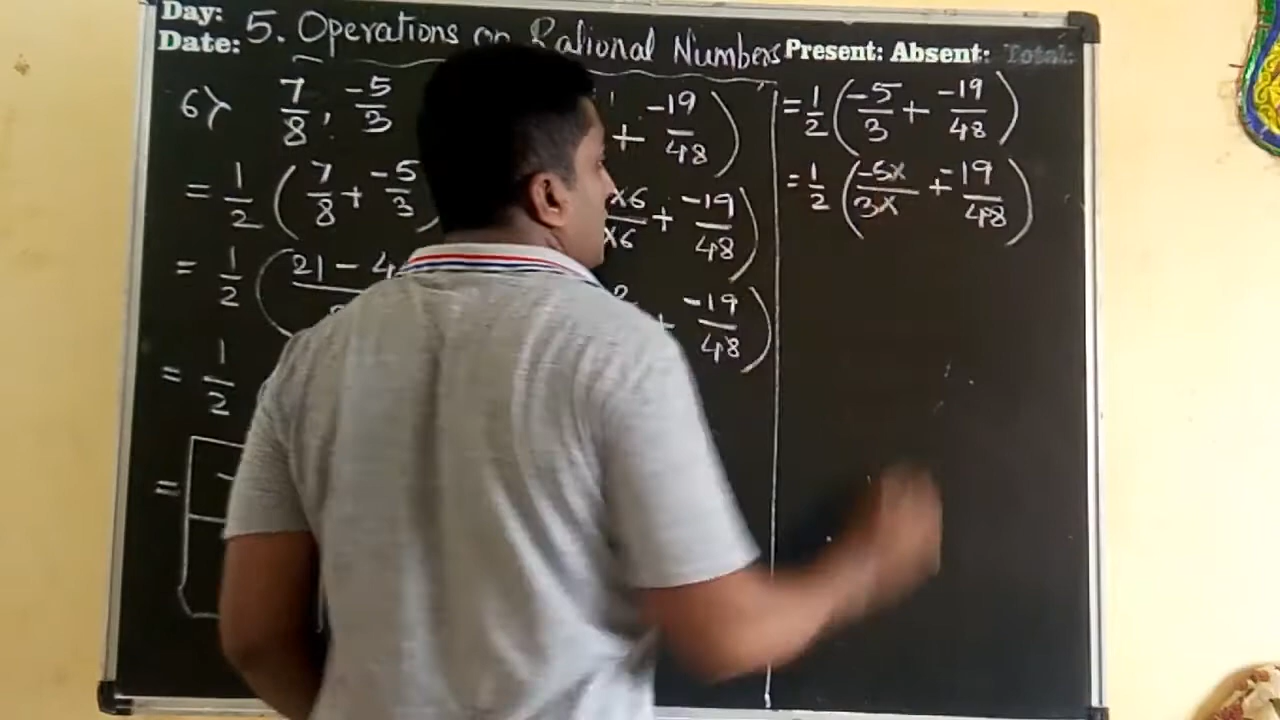 Day:
Date:
5. Operations on Rational Numbers
Present: Absent: Total:
6) 7/8, -5/3
= 1/2 ( 7/8 + -5/3
= 1/2 ( 21 - 4
= 1/2
=
+ -19/48 )
x6/x6 + -19/48 )
+ -19/48 )
= 1/2 ( -5/3 + -19/48 )
= 1/2 ( -5x/3x + -19/48 )